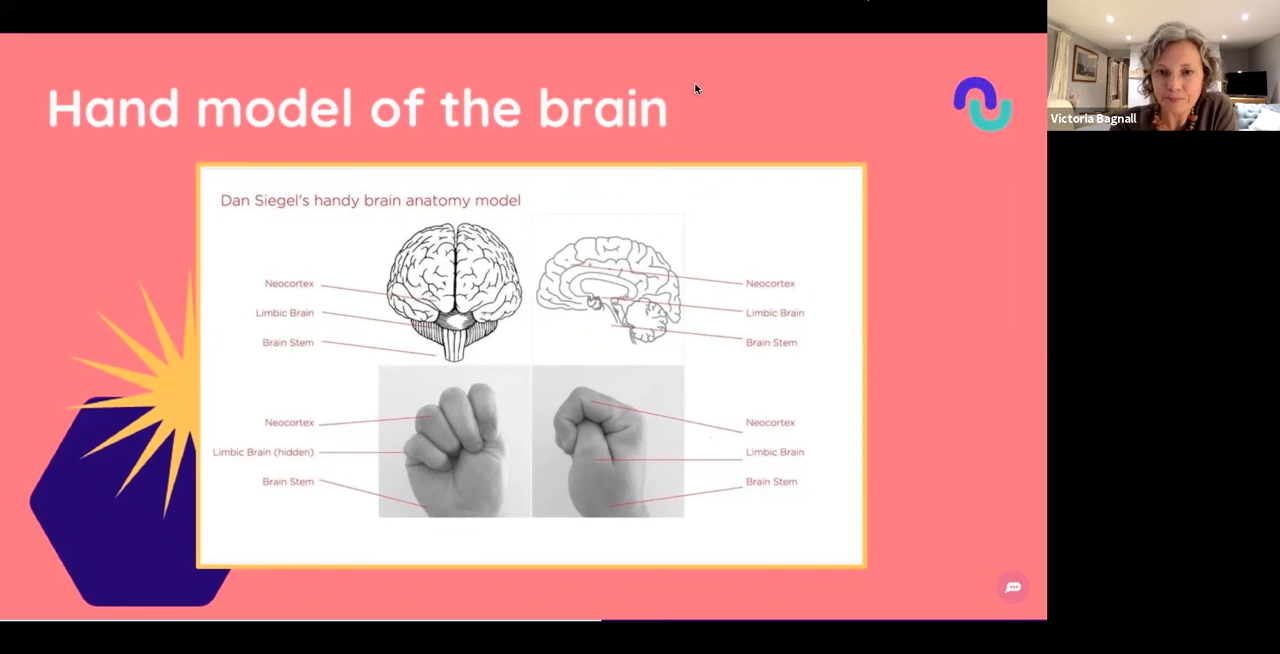 Hand model of the brain
Victoria Bagnall
Dan Siegel's handy brain anatomy model
Neocortex
Limbic Brain
Brain Stem
Neocortex
Limbic Brain
Brain Stem
Neocortex
Limbic Brain (hidden)
Brain Stem
Neocortex
Limbic Brain
Brain Stem